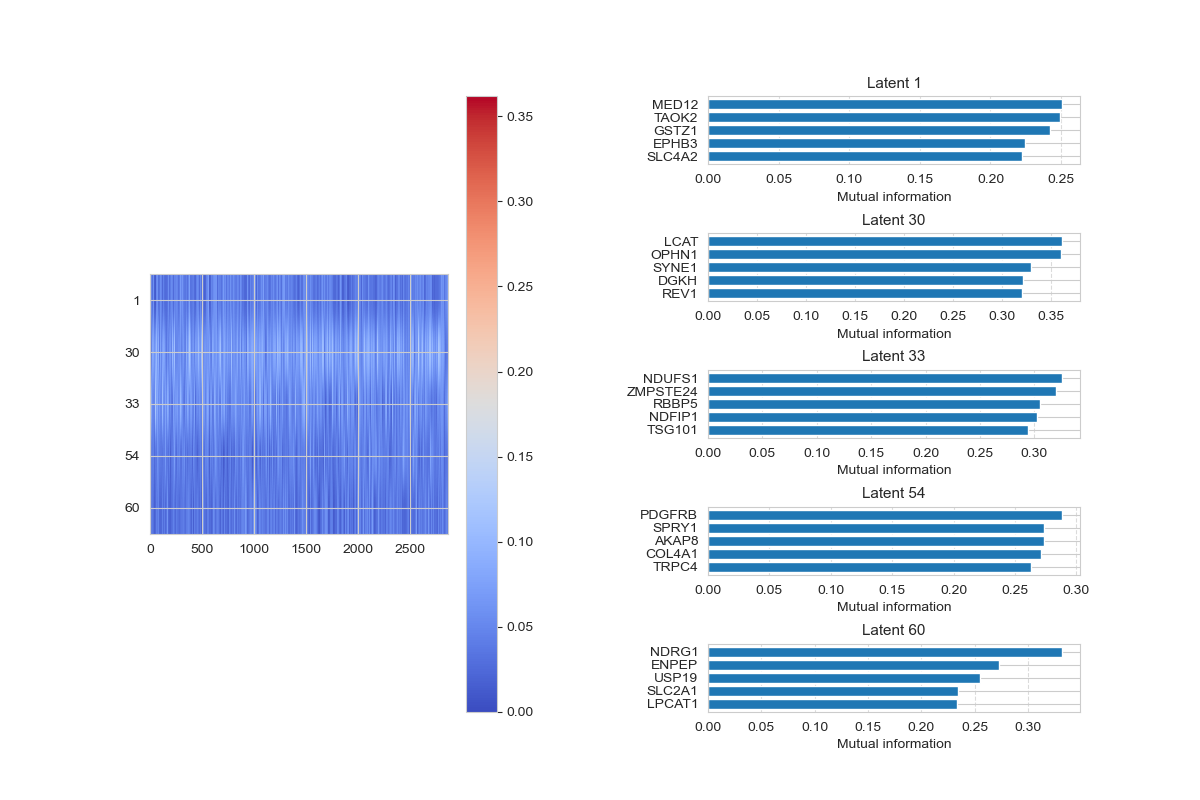 1
30
33
54
60
0 500 1000 1500 2000 2500
0.35
0.30
0.25
0.20
0.15
0.10
0.05
0.00
Latent 1
MED12
TAOK2
GSTZ1
EPHB3
SLC4A2
0.00 0.05 0.10 0.15 0.20 0.25
Mutual information
Latent 30
LCAT
OPHN1
SYNE1
DGKH
REV1
0.00 0.05 0.10 0.15 0.20 0.25 0.30 0.35
Mutual information
Latent 33
NDUFS1
ZMPSTE24
RBBP5
NDFIP1
TSG101
0.00 0.05 0.10 0.15 0.20 0.25 0.30
Mutual information
Latent 54
PDGFRB
SPRY1
AKAP8
COL4A1
TRPC4
0.00 0.05 0.10 0.15 0.20 0.25 0.30
Mutual information
Latent 60
NDRG1
ENPEP
USP19
SLC2A1
LPCAT1
0.00 0.05 0.10 0.15 0.20 0.25 0.30
Mutual information